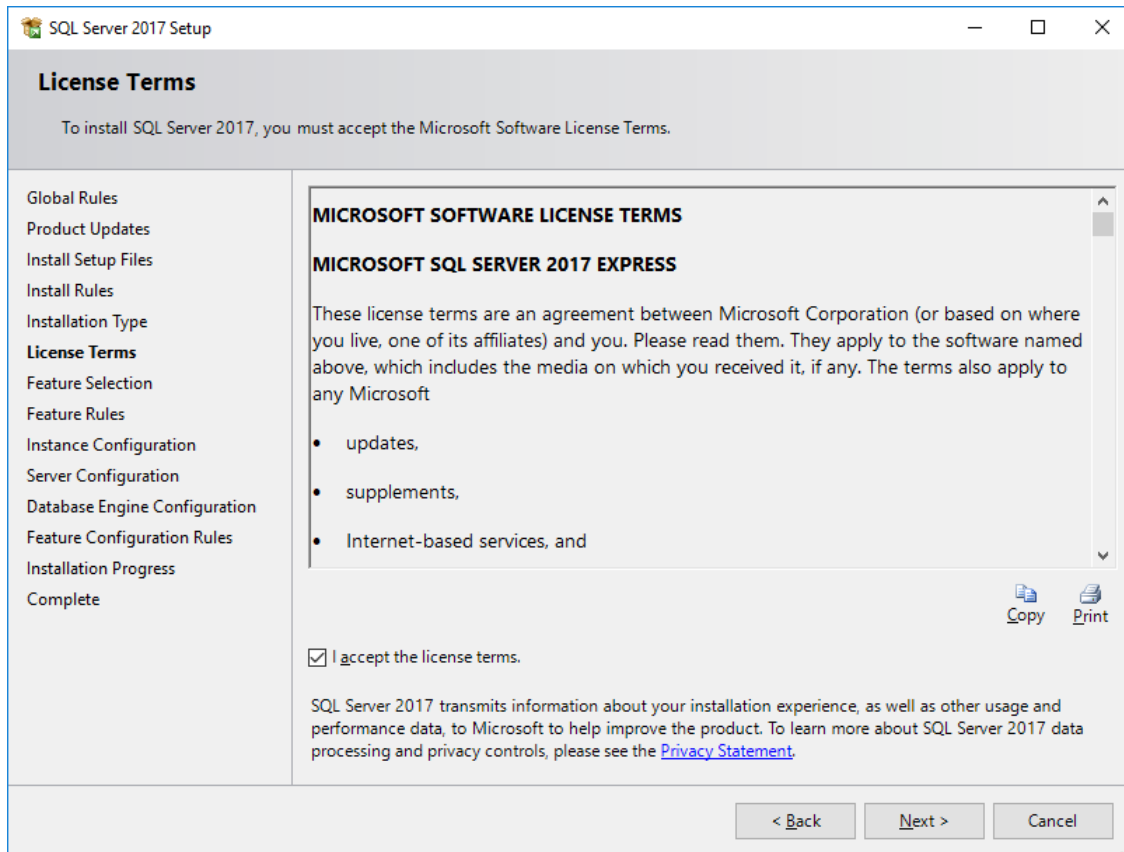 SQL Server 2017 Setup
License Terms
To install SQL Server 2017, you must accept the Microsoft Software License Terms.
Global Rules
Product Updates
Install Setup Files
Install Rules
Installation Type
License Terms
Feature Selection
Feature Rules
Instance Configuration
Server Configuration
Database Engine Configuration
Feature Configuration Rules
Installation Progress
Complete
MICROSOFT SOFTWARE LICENSE TERMS
MICROSOFT SQL SERVER 2017 EXPRESS
These license terms are an agreement between Microsoft Corporation (or based on where
you live, one of its affiliates) and you. Please read them. They apply to the software named
above, which includes the media on which you received it, if any. The terms also apply to
any Microsoft
• updates,
• supplements,
• Internet-based services, and
Copy Print
I accept the license terms.
SQL Server 2017 transmits information about your installation experience, as well as other usage and
performance data, to Microsoft to help improve the product. To learn more about SQL Server 2017 data
processing and privacy controls, please see the Privacy Statement.
< Back Next > Cancel